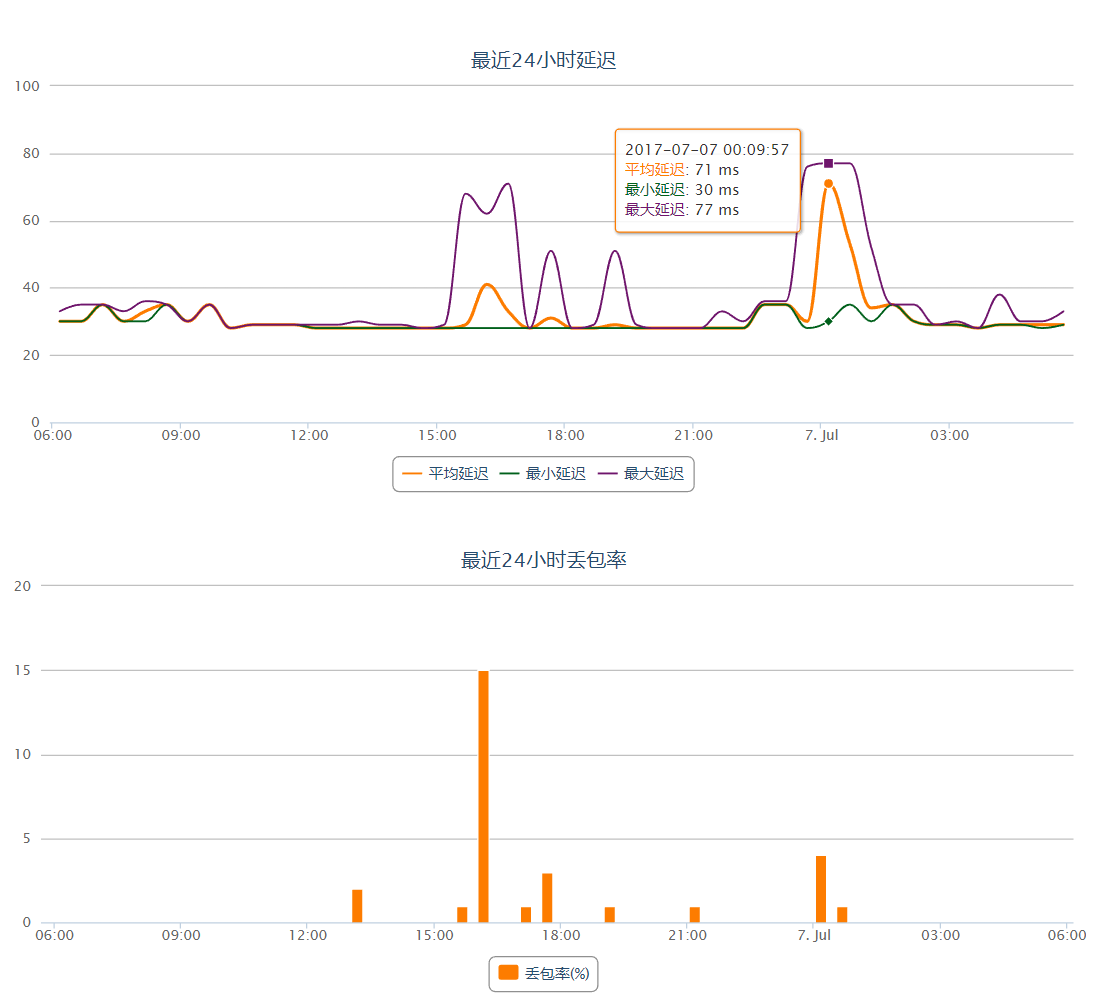 最近24小时延迟
100
80
60
40
20
0
2017-07-07 00:09:57
平均延迟: 71 ms
最小延迟: 30 ms
最大延迟: 77 ms
06:00 09:00 12:00 15:00 18:00 21:00 7. Jul 03:00
平均延迟 最小延迟 最大延迟
最近24小时丢包率
20
15
10
5
0
06:00 09:00 12:00 15:00 18:00 21:00 7. Jul 03:00 06:00
丢包率(%)